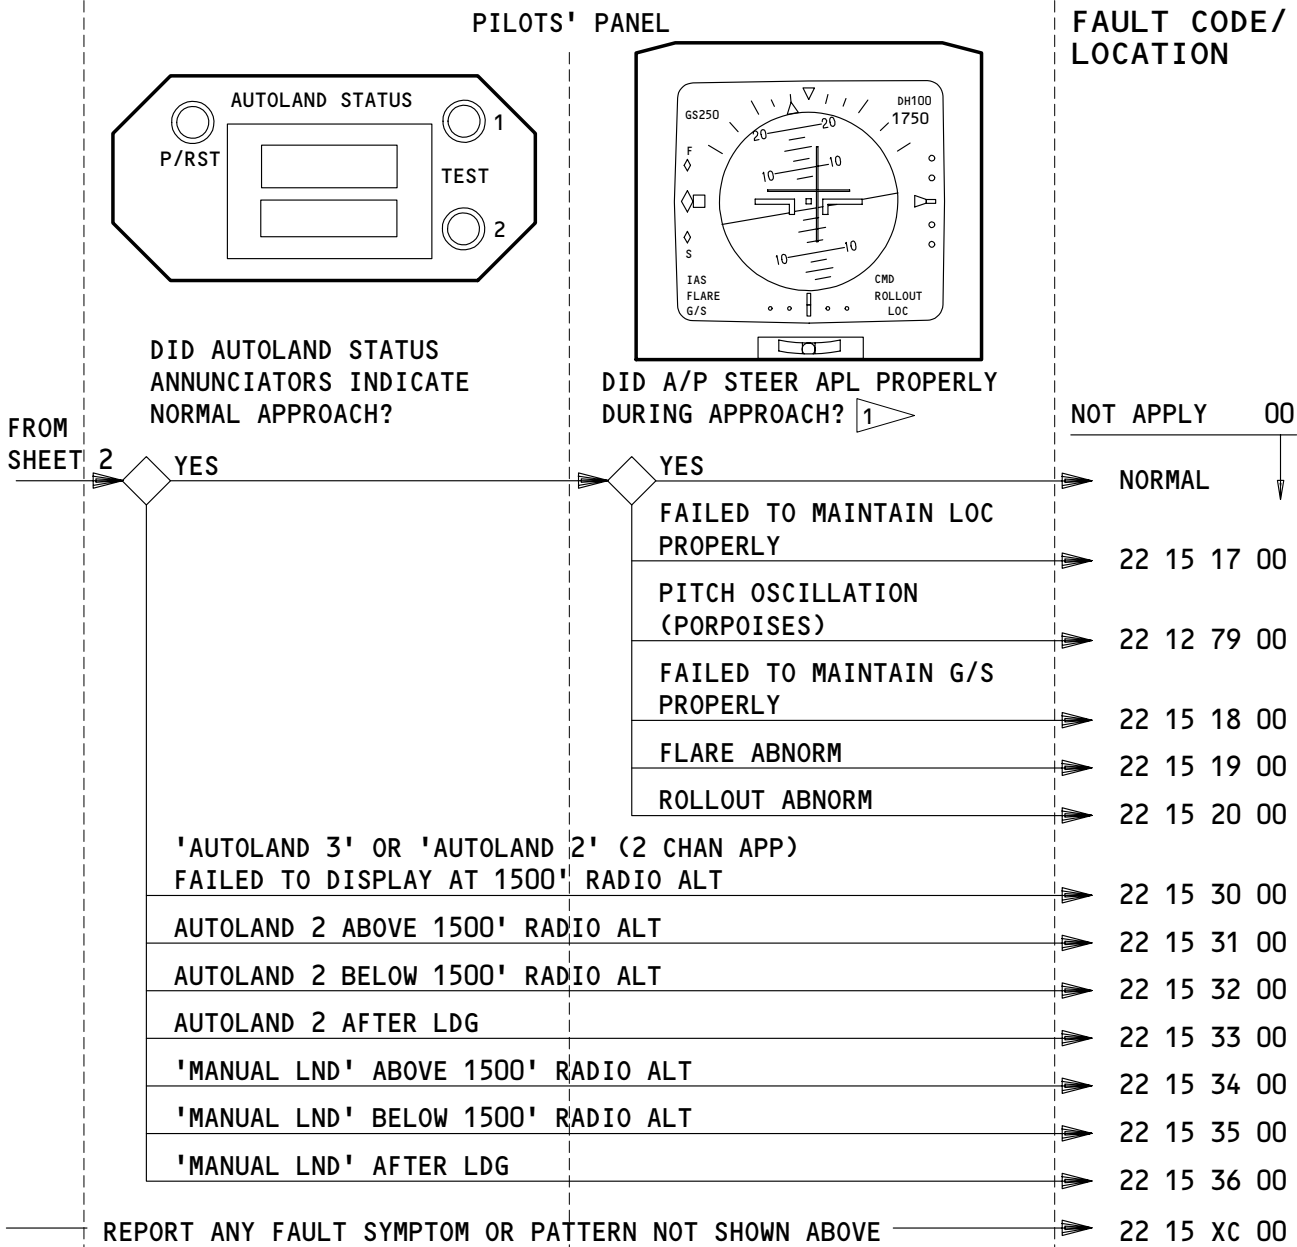 PILOTS' PANEL
FAULT CODE/
LOCATION
AUTOLAND STATUS
P/RST
1
TEST
2
GS250
DH100
1750
20
20
F
10
10
S
10
10
IAS
CMD
FLARE
ROLLOUT
G/S
LOC
DID AUTOLAND STATUS
ANNUNCIATORS INDICATE
NORMAL APPROACH?
DID A/P STEER APL PROPERLY
DURING APPROACH? 1
NOT APPLY 00
FROM
SHEET 2
YES
YES
NORMAL
FAILED TO MAINTAIN LOC
PROPERLY
22 15 17 00
PITCH OSCILLATION
(PORPOISES)
22 12 79 00
FAILED TO MAINTAIN G/S
PROPERLY
22 15 18 00
FLARE ABNORM
22 15 19 00
ROLLOUT ABNORM
22 15 20 00
'AUTOLAND 3' OR 'AUTOLAND 2' (2 CHAN APP)
FAILED TO DISPLAY AT 1500' RADIO ALT
22 15 30 00
AUTOLAND 2 ABOVE 1500' RADIO ALT
22 15 31 00
AUTOLAND 2 BELOW 1500' RADIO ALT
22 15 32 00
AUTOLAND 2 AFTER LDG
22 15 33 00
'MANUAL LND' ABOVE 1500' RADIO ALT
22 15 34 00
'MANUAL LND' BELOW 1500' RADIO ALT
22 15 35 00
'MANUAL LND' AFTER LDG
22 15 36 00
REPORT ANY FAULT SYMPTOM OR PATTERN NOT SHOWN ABOVE
22 15 XC 00